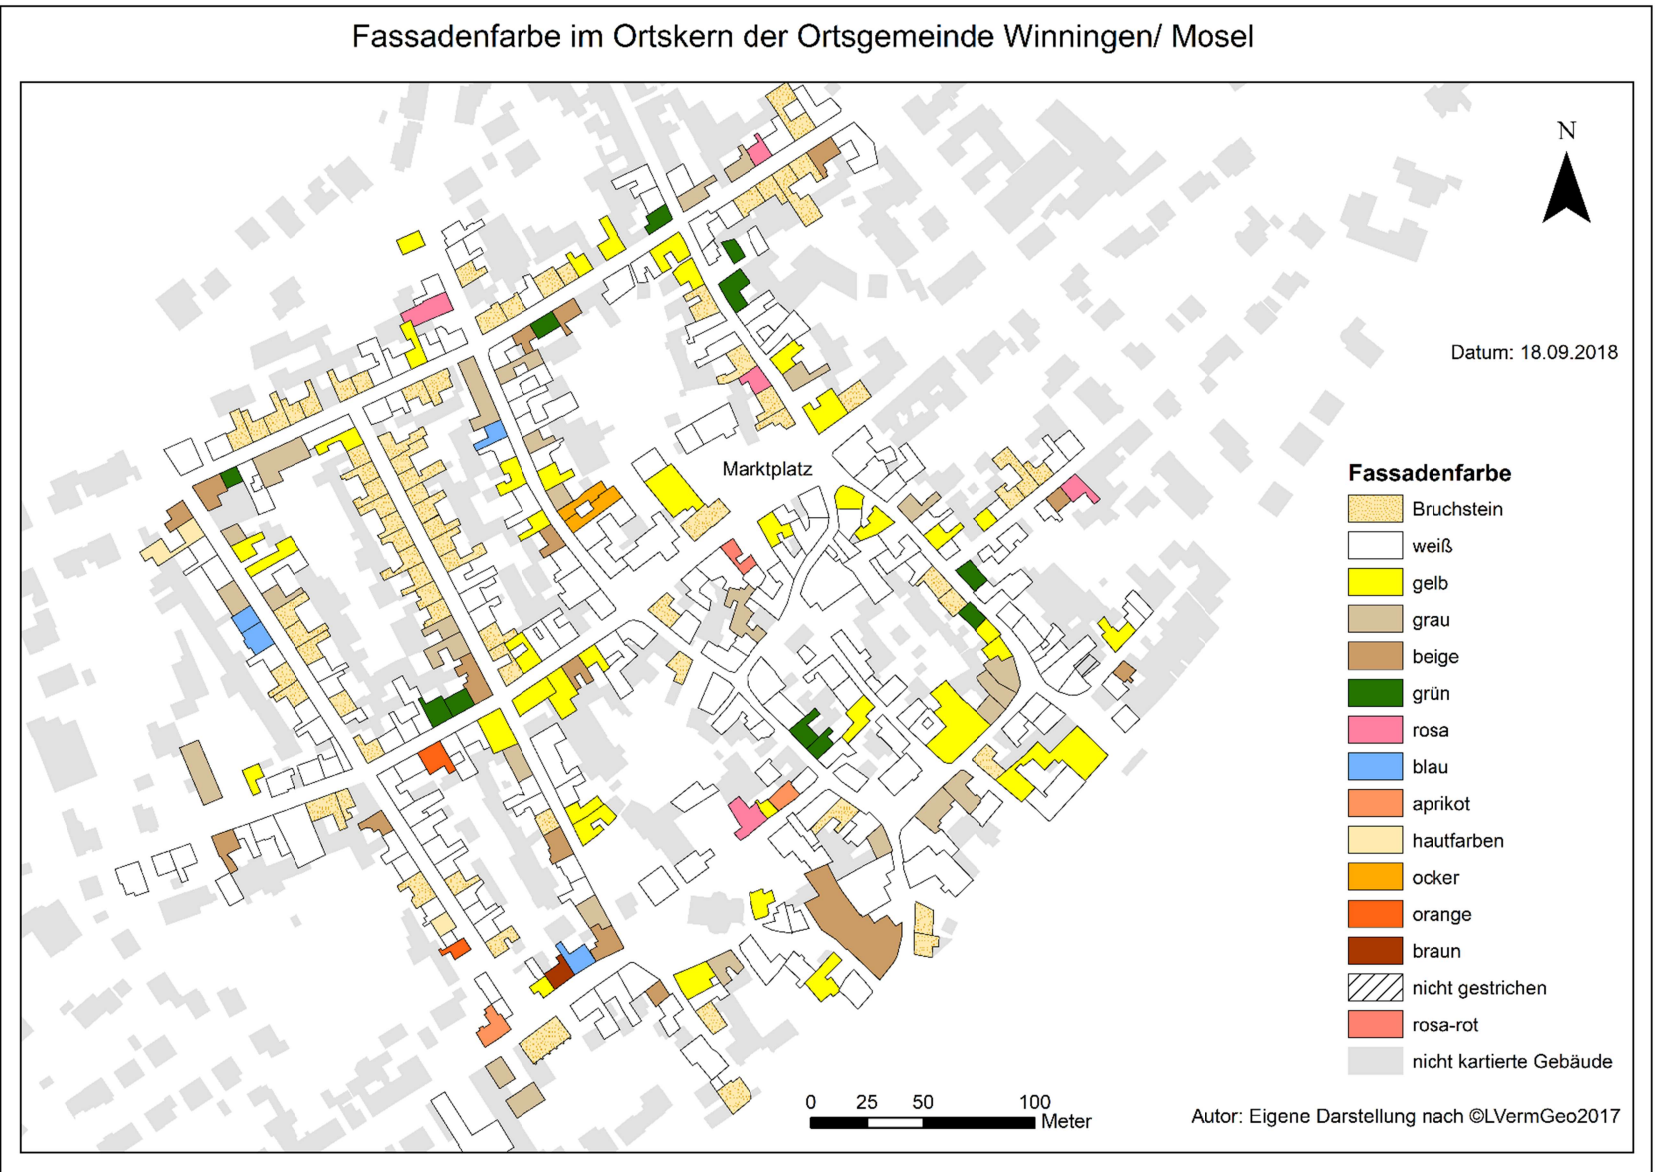 Fassadenfarbe im Ortskern der Ortsgemeinde Winningen/ Mosel
N
Datum: 18.09.2018
Marktplatz
Fassadenfarbe
Bruchstein
weiß
gelb
grau
beige
grün
rosa
blau
aprikot
hautfarben
ocker
orange
braun
nicht gestrichen
rosa-rot
nicht kartierte Gebäude
0 25 50 100
Meter
Autor: Eigene Darstellung nach ©LVermGeo2017